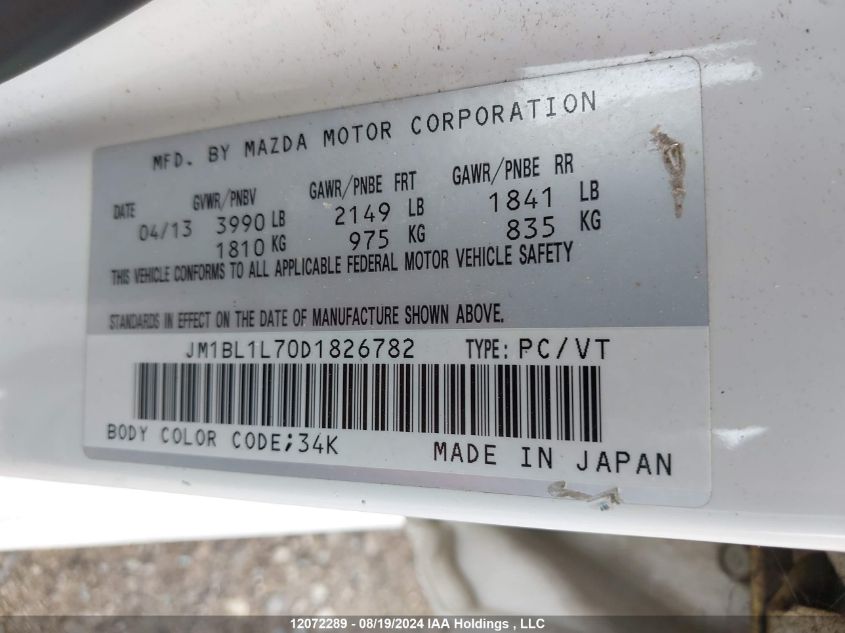 MFD. BY MAZDA MOTOR CORPORATION
DATE GVWR/PNBV GAWR/PNBE FRT GAWR/PNBE RR
04/13 3990 LB 2149 LB 1841 LB
1810 KG 975 KG 835 KG
THIS VEHICLE CONFORMS TO ALL APPLICABLE FEDERAL MOTOR VEHICLE SAFETY
STANDARDS IN EFFECT ON THE DATE OF MANUFACTURE SHOWN ABOVE.
JM1BL1L70D1826782 TYPE: PC/VT
BODY COLOR CODE;34K MADE IN JAPAN
12072289 - 08/19/2024 IAA Holdings , LLC